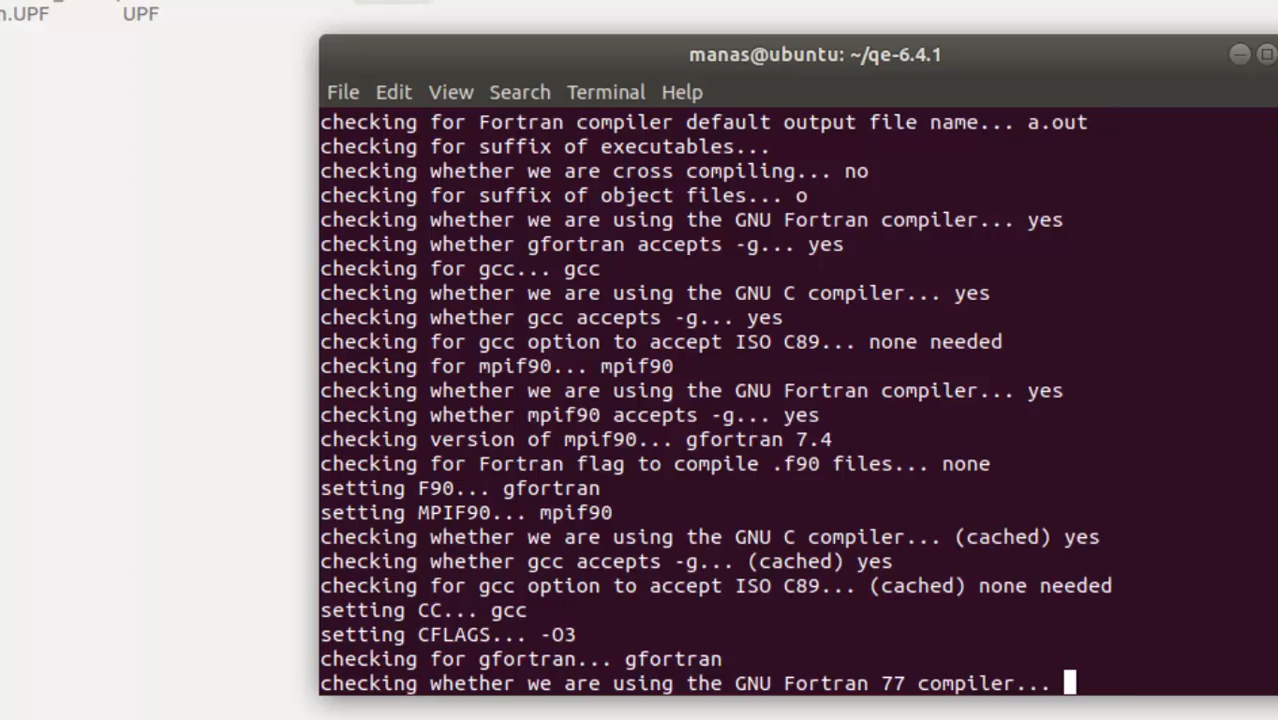 n.UPF UPF
manas@ubuntu: ~/qe-6.4.1
File Edit View Search Terminal Help
checking for Fortran compiler default output file name... a.out
checking for suffix of executables...
checking whether we are cross compiling... no
checking for suffix of object files... o
checking whether we are using the GNU Fortran compiler... yes
checking whether gfortran accepts -g... yes
checking for gcc... gcc
checking whether we are using the GNU C compiler... yes
checking whether gcc accepts -g... yes
checking for gcc option to accept ISO C89... none needed
checking for mpif90... mpif90
checking whether we are using the GNU Fortran compiler... yes
checking whether mpif90 accepts -g... yes
checking version of mpif90... gfortran 7.4
checking for Fortran flag to compile .f90 files... none
setting F90... gfortran
setting MPIF90... mpif90
checking whether we are using the GNU C compiler... (cached) yes
checking whether gcc accepts -g... (cached) yes
checking for gcc option to accept ISO C89... (cached) none needed
setting CC... gcc
setting CFLAGS... -O3
checking for gfortran... gfortran
checking whether we are using the GNU Fortran 77 compiler...